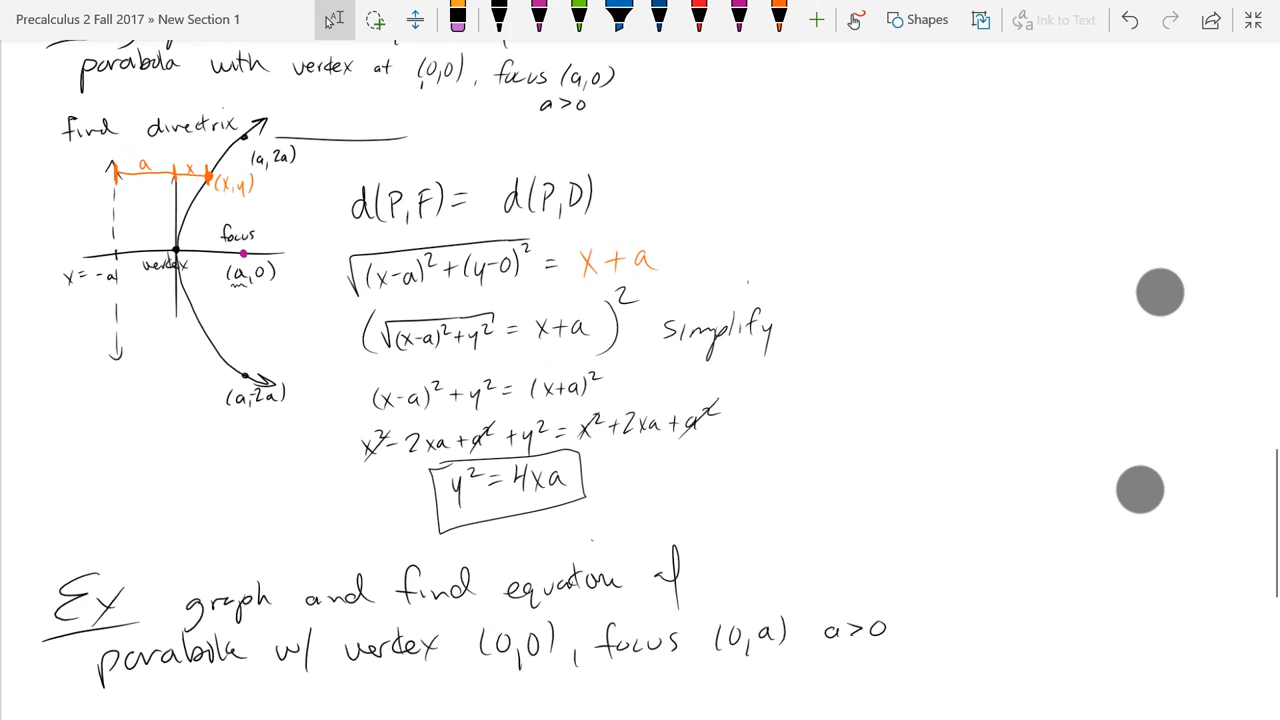 Precalculus 2 Fall 2017 » New Section 1
Shapes
Ink to Text
parabola with vertex at (0,0), focus (a,0)
a>0
find directrix
(a,2a)
a
x
(x,y)
focus
vertex
x=-a
(a,0)
(a,-2a)
d(P,F)= d(P,D)
√(x-a)²+(y-0)² = x+a
(√(x-a)²+y² = x+a)² simplify
(x-a)²+y²= (x+a)²
x²-2xa+a²+y²=x²+2xa+a²
y²=4xa
Ex graph and find equation of
parabola w/ vertex (0,0), focus (0,a) a>0